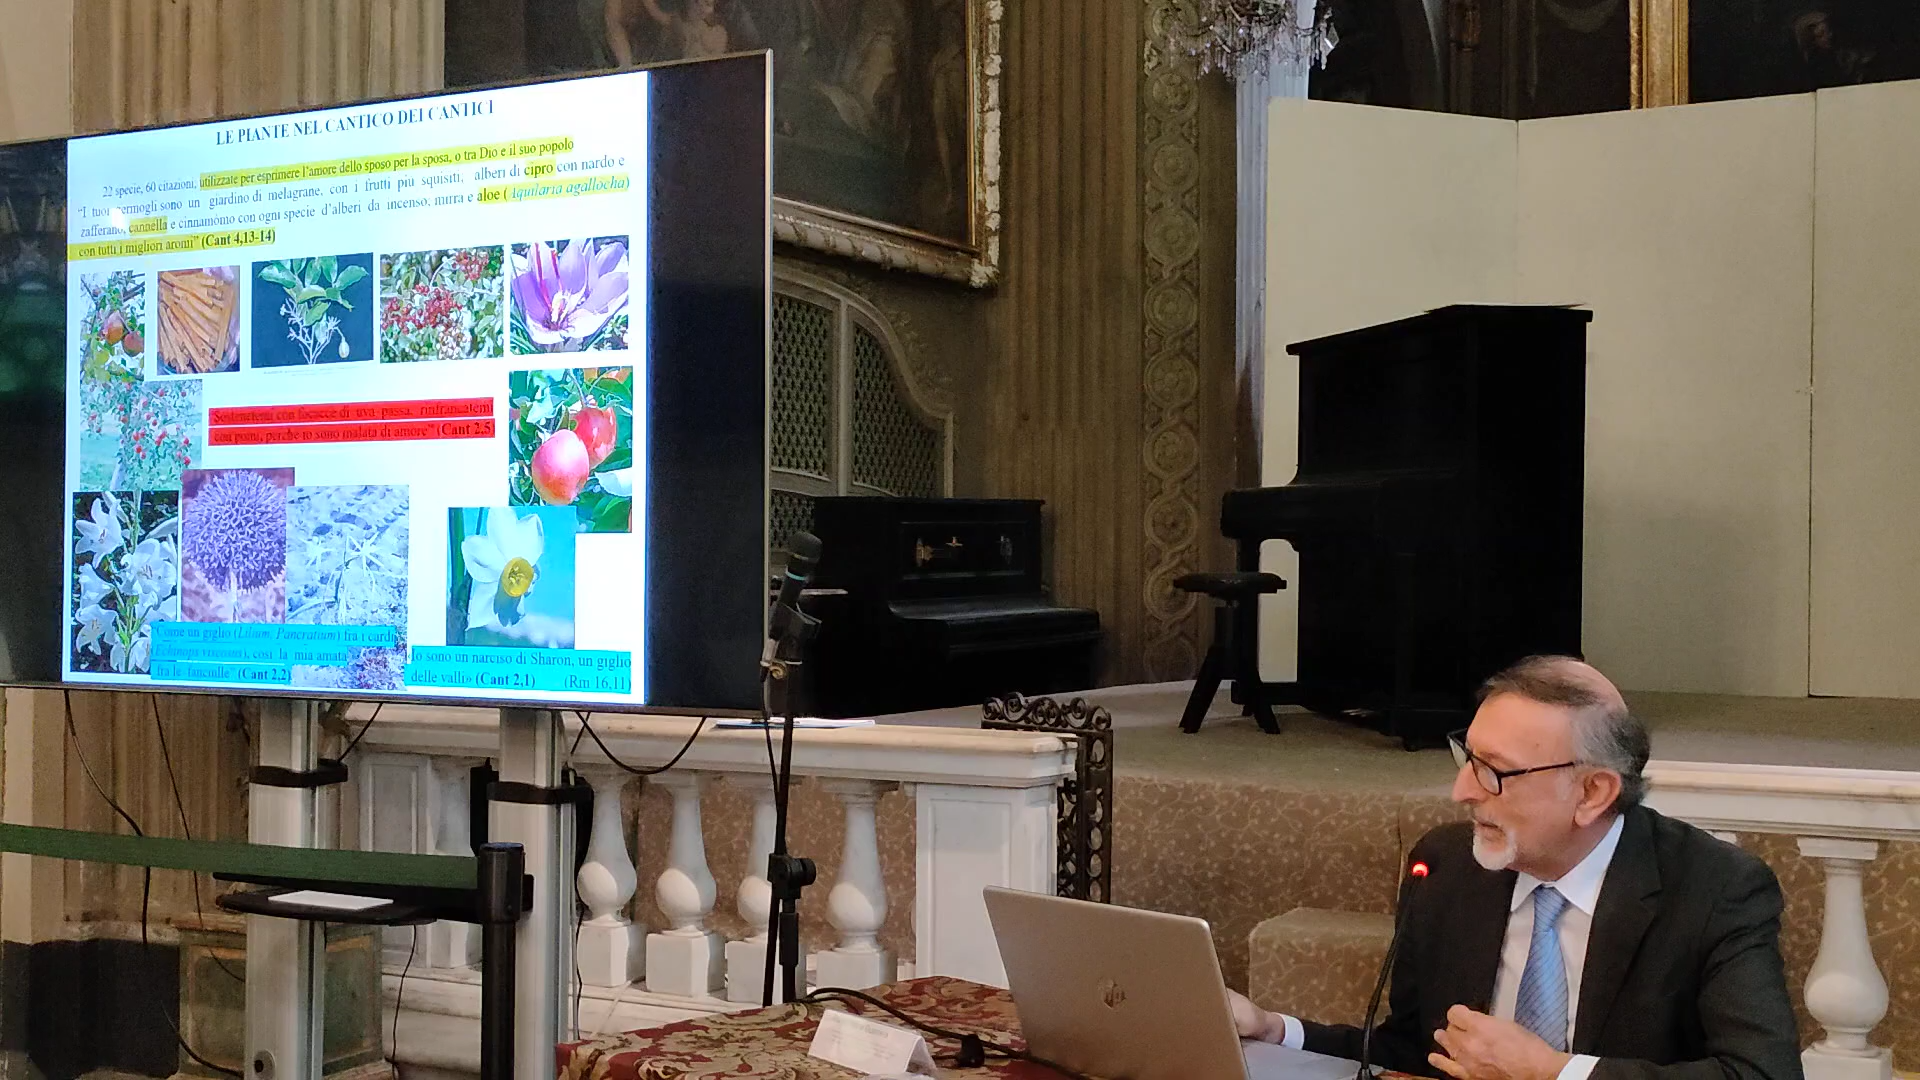 LE PIANTE NEL CANTICO DEI CANTICI
22 specie, 60 citazioni, utilizzate per esprimere l'amore dello sposo per la sposa, o tra Dio e il suo popolo
"I tuoi germogli sono un giardino di melagrane, con i frutti più squisiti, alberi di cipro con nardo e
zafferano, cannella e cinnamòmo con ogni specie d'alberi da incenso; mirra e aloe (Aquilaria agallocha)
con tutti i migliori aromi" (Cant 4,13-14)
Sostenetemi con focacce di uva passa, rinfrancatemi
con pomi, perché io sono malata di amore" (Cant 2,5)
Come un giglio (Lilium, Pancratium) fra i cardi
(Echinops viscosus), così la mia amata
fra le fanciulle" (Cant 2,2)
Io sono un narciso di Sharon, un giglio
delle valli» (Cant 2,1) (Rm 16,11)
hp